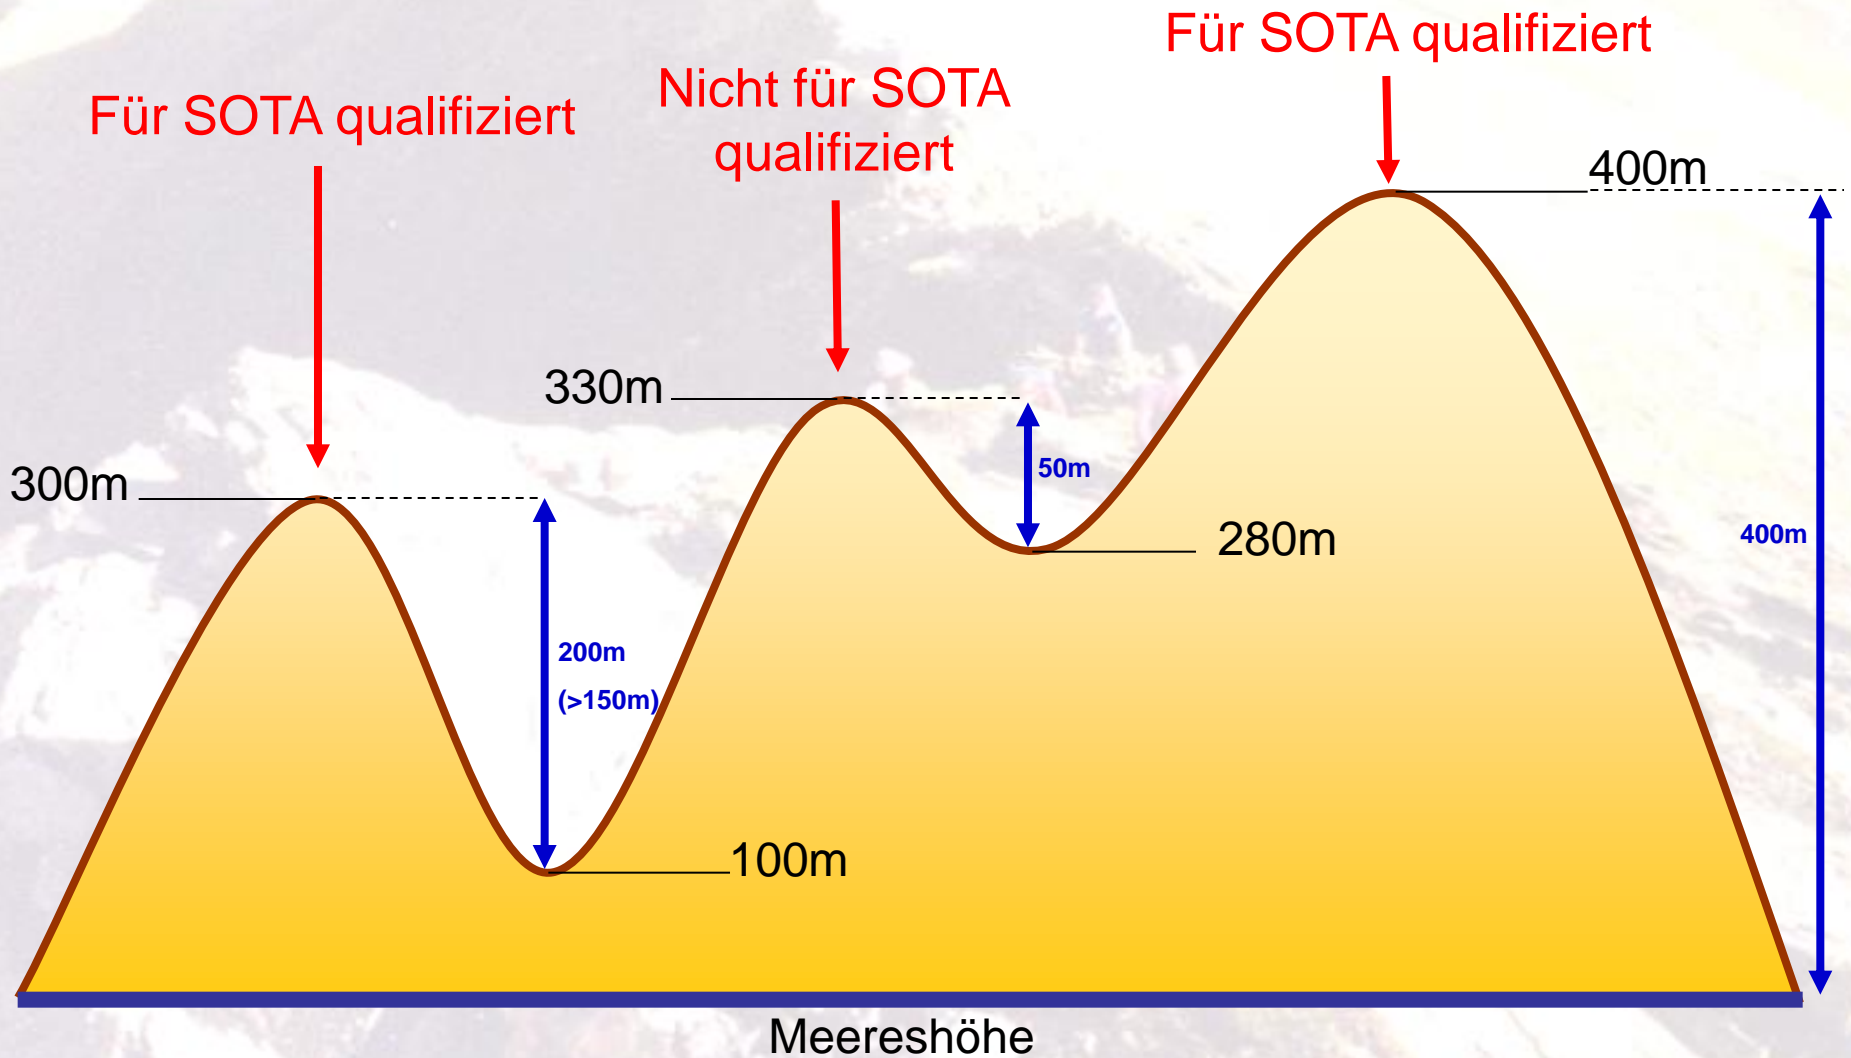 Für SOTA qualifiziert
Nicht für SOTA
qualifiziert
Für SOTA qualifiziert
400m
330m
50m
300m
280m
400m
200m
(>150m)
100m
Meereshöhe